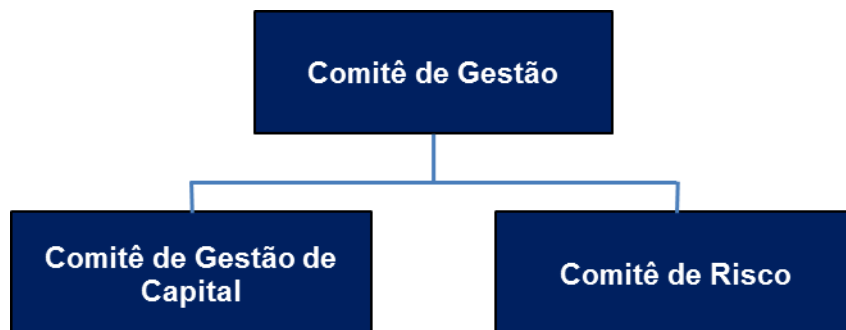 Comitê de Gestão
Comitê de Gestão de
Capital
Comitê de Risco